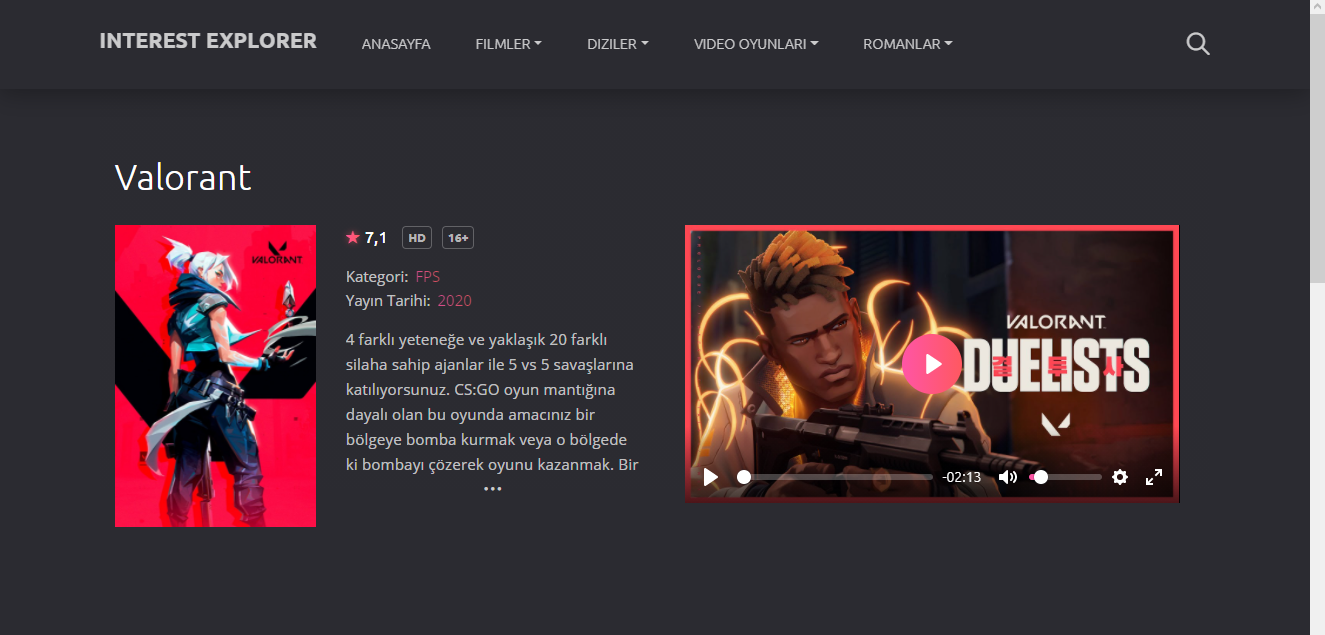 INTEREST EXPLORER
ANASAYFA
FILMLER
DIZILER
VIDEO OYUNLARI
ROMANLAR
Valorant
VALORANT
7,1 HD 16+
Kategori: FPS
Yayın Tarihi: 2020
4 farklı yeteneğe ve yaklaşık 20 farklı
silaha sahip ajanlar ile 5 vs 5 savaşlarına
katılıyorsunuz. CS:GO oyun mantığına
dayalı olan bu oyunda amacınız bir
bölgeye bomba kurmak veya o bölgede
ki bombayı çözerek oyunu kazanmak. Bir
VALORANT
DUELISTS
-02:13